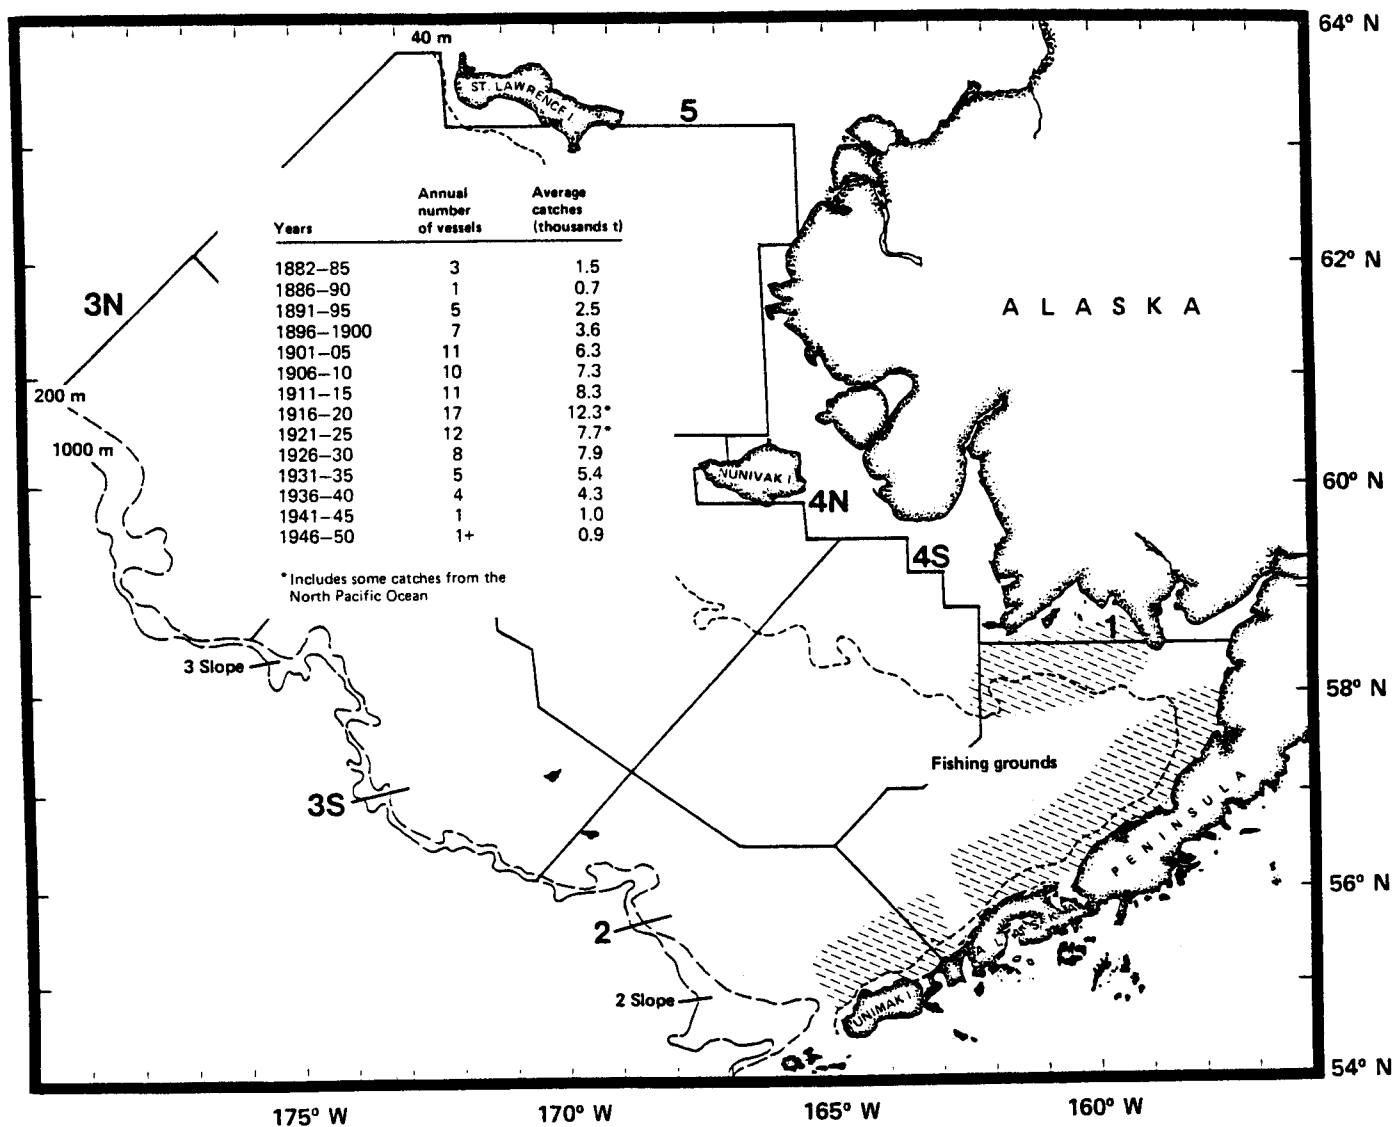 64° N
40 m
ST. LAWRENCE I
5
Annual Average
number catches
Years of vessels (thousands t)
1882–85 3 1.5
1886–90 1 0.7
1891–95 5 2.5
1896–1900 7 3.6
1901–05 11 6.3
1906–10 10 7.3
1911–15 11 8.3
1916–20 17 12.3*
1921–25 12 7.7*
1926–30 8 7.9
1931–35 5 5.4
1936–40 4 4.3
1941–45 1 1.0
1946–50 1+ 0.9
* Includes some catches from the
North Pacific Ocean
62° N
3N
ALASKA
200 m
1000 m
NUNIVAK I
60° N
4N
4S
1
3 Slope
58° N
Fishing grounds
3S
PENINSULA
56° N
2
ALASKA
2 Slope
UNIMAK I
54° N
175° W 170° W 165° W 160° W